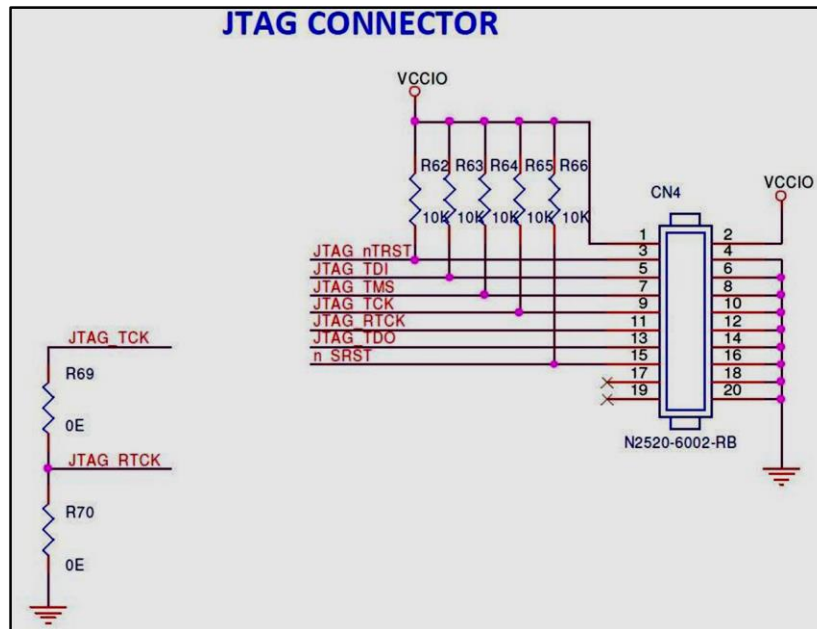 JTAG CONNECTOR
VCCIO
R62 R63 R64 R65 R66
10K 10K 10K 10K 10K
CN4
VCCIO
1 2
JTAG_nTRST 3 4
JTAG_TDI 5 6
JTAG_TMS 7 8
JTAG_TCK 9 10
JTAG_RTCK 11 12
JTAG_TDO 13 14
n_SRST 15 16
17 18
19 20
N2520-6002-RB
JTAG_TCK
R69
0E
JTAG_RTCK
R70
0E